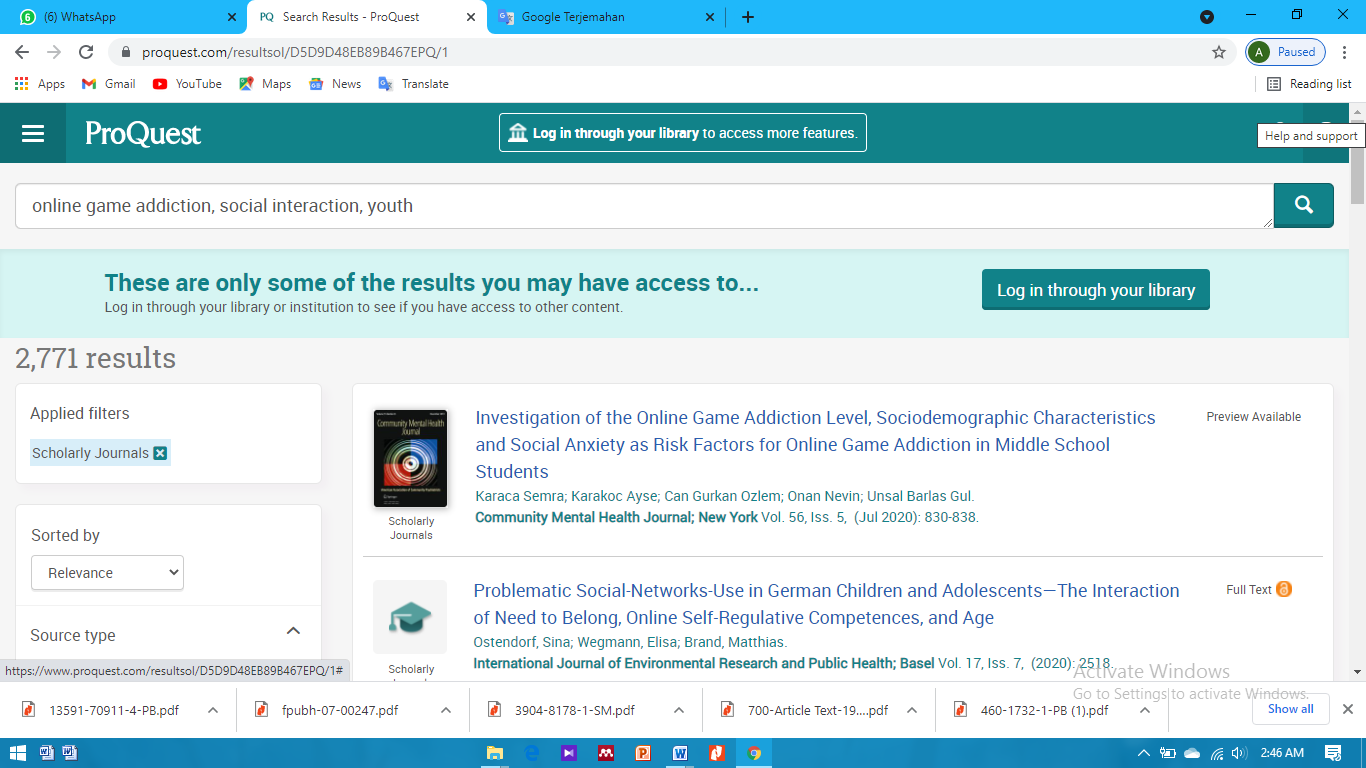 (6) WhatsApp
Search Results - ProQuest
Google Terjemahan
proquest.com/resultsol/D5D9D48EB89B467EPQ/1
A Paused
Apps Gmail YouTube Maps News Translate Reading list
ProQuest
Log in through your library to access more features.
Help and support
online game addiction, social interaction, youth
These are only some of the results you may have access to...
Log in through your library or institution to see if you have access to other content.
Log in through your library
2,771 results
Applied filters
Scholarly Journals
Sorted by
Relevance
Source type
Community Mental Health Journal
Scholarly
Journals
Investigation of the Online Game Addiction Level, Sociodemographic Characteristics
and Social Anxiety as Risk Factors for Online Game Addiction in Middle School
Students
Karaca Semra; Karakoc Ayse; Can Gurkan Ozlem; Onan Nevin; Unsal Barlas Gul.
Community Mental Health Journal; New York Vol. 56, Iss. 5, (Jul 2020): 830-838.
Preview Available
Scholarly
Problematic Social-Networks-Use in German Children and Adolescents—The Interaction
of Need to Belong, Online Self-Regulative Competences, and Age
Ostendorf, Sina; Wegmann, Elisa; Brand, Matthias.
International Journal of Environmental Research and Public Health; Basel Vol. 17, Iss. 7, (2020): 2518.
Full Text
https://www.proquest.com/resultsol/D5D9D48EB89B467EPQ/1#
Activate Windows
Go to Settings to activate Windows.
13591-70911-4-PB.pdf
fpubh-07-00247.pdf
3904-8178-1-SM.pdf
700-Article Text-19....pdf
460-1732-1-PB (1).pdf
Show all
2:46 AM